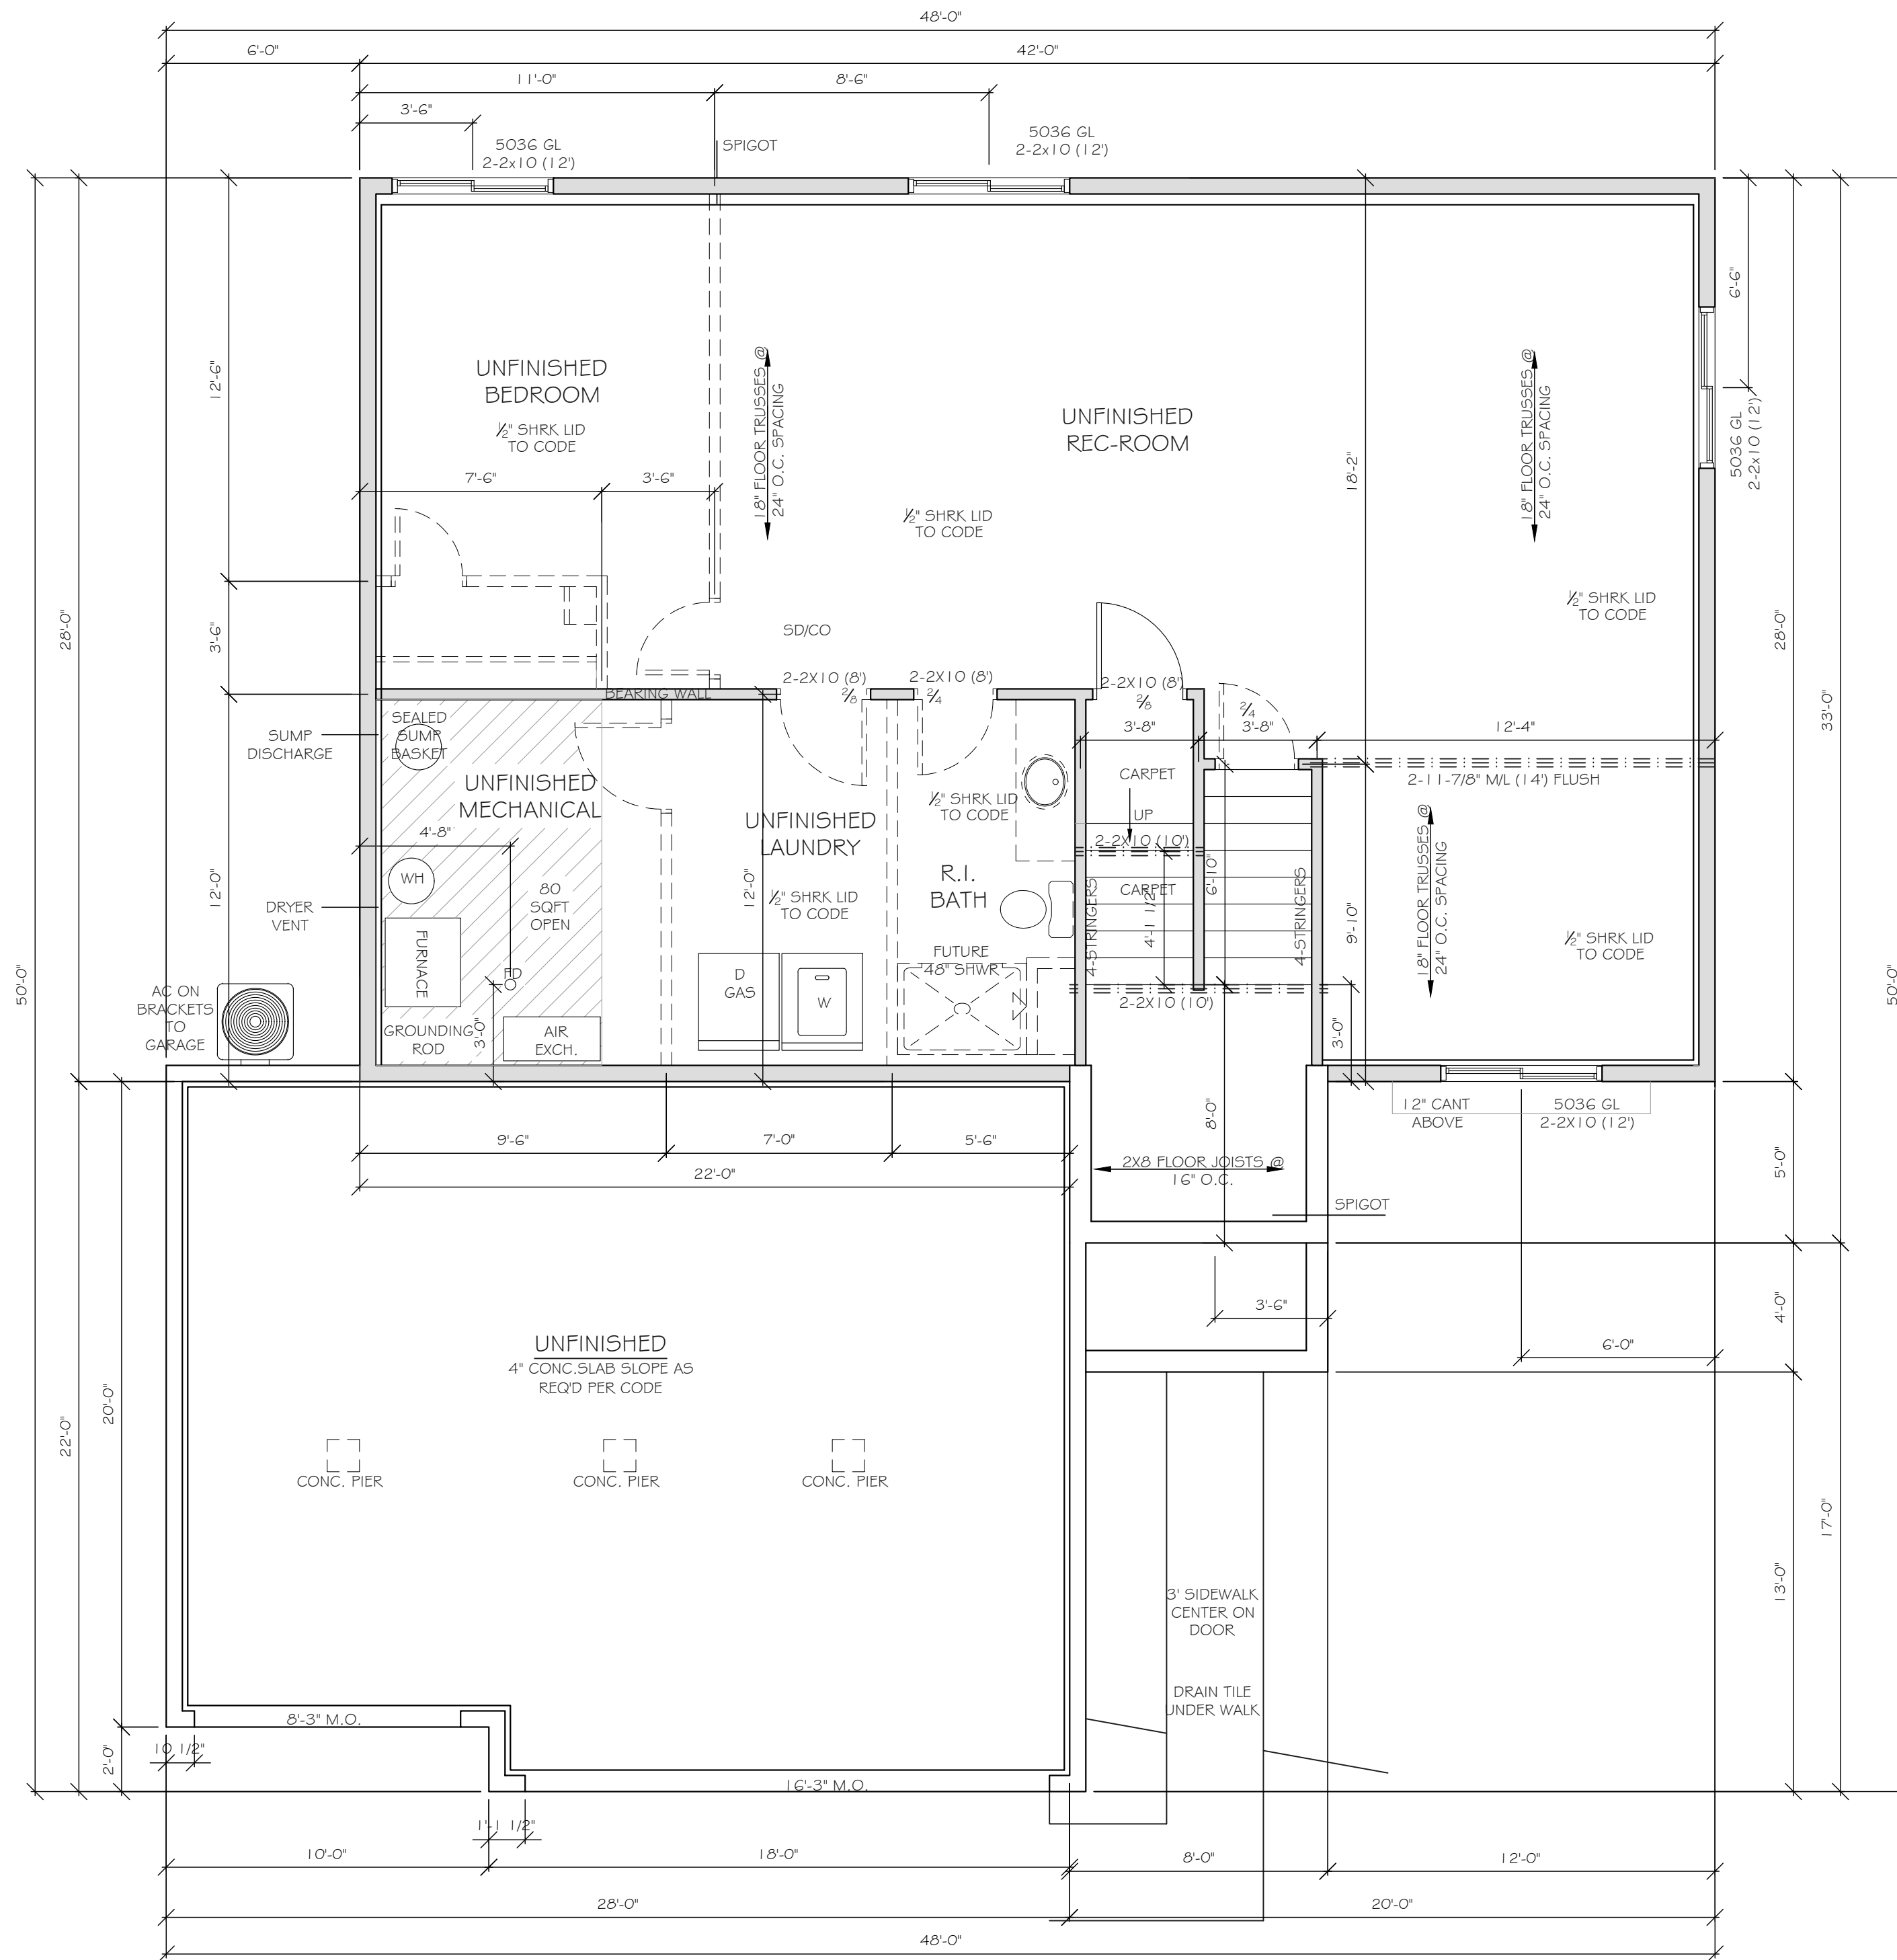 48'-0"
6'-0"
42'-0"
11'-0"
8'-6"
3'-6"
5036 GL
2-2x10 (12')
SPIGOT
5036 GL
2-2x10 (12')
6'-6"
5036 GL
2-2x10 (12')
12'-6"
28'-0"
3'-6"
12'-0"
50'-0"
UNFINISHED
BEDROOM
½" SHRK LID
TO CODE
7'-6"
3'-6"
18" FLOOR TRUSSES @
24" O.C. SPACING
UNFINISHED
REC-ROOM
½" SHRK LID
TO CODE
18'-2"
18" FLOOR TRUSSES @
24" O.C. SPACING
½" SHRK LID
TO CODE
28'-0"
33'-0"
50'-0"
SD/CO
BEARING WALL
2-2X10 (8')
2/8
2-2X10 (8')
2/4
2-2X10 (8')
2/8
2/4
3'-8"
3'-8"
12'-4"
2-11-7/8" M/L (14') FLUSH
SUMP
DISCHARGE
SEALED
SUMP
BASKET
UNFINISHED
MECHANICAL
4'-8"
WH
80
SQFT
OPEN
DRYER
VENT
FURNACE
FD
GROUNDING
ROD
3'-0"
AIR
EXCH.
AC ON
BRACKETS
TO
GARAGE
UNFINISHED
LAUNDRY
12'-0"
½" SHRK LID
TO CODE
D
GAS
W
½" SHRK LID
TO CODE
R.I.
BATH
FUTURE
48" SHWR
CARPET
UP
2-2X10 (10')
CARPET
4-STRINGERS
4'-1 1/2"
6'-10"
4-STRINGERS
2-2X10 (10')
9'-10"
3'-0"
18" FLOOR TRUSSES @
24" O.C. SPACING
½" SHRK LID
TO CODE
12" CANT
ABOVE
5036 GL
2-2X10 (12')
9'-6"
7'-0"
5'-6"
22'-0"
8'-0"
2X8 FLOOR JOISTS @
16" O.C.
SPIGOT
5'-0"
3'-6"
4'-0"
6'-0"
UNFINISHED
4" CONC.SLAB SLOPE AS
REQ'D PER CODE
CONC. PIER
CONC. PIER
CONC. PIER
20'-0"
22'-0"
17'-0"
13'-0"
3' SIDEWALK
CENTER ON
DOOR
DRAIN TILE
UNDER WALK
8'-3" M.O.
10 1/2"
2'-0"
16'-3" M.O.
1'-1 1/2"
10'-0"
18'-0"
8'-0"
12'-0"
28'-0"
20'-0"
48'-0"